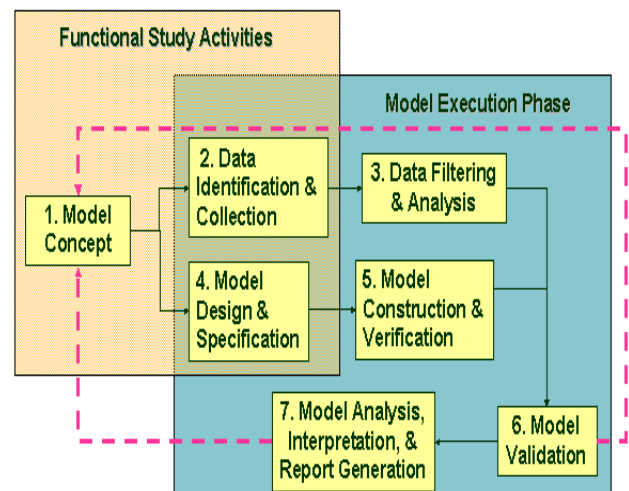 Functional Study Activities
Model Execution Phase
2. Data
Identification &
Collection
3. Data Filtering
& Analysis
1. Model
Concept
4. Model
Design &
Specification
5. Model
Construction &
Verification
7. Model Analysis,
Interpretation, &
Report Generation
6. Model
Validation